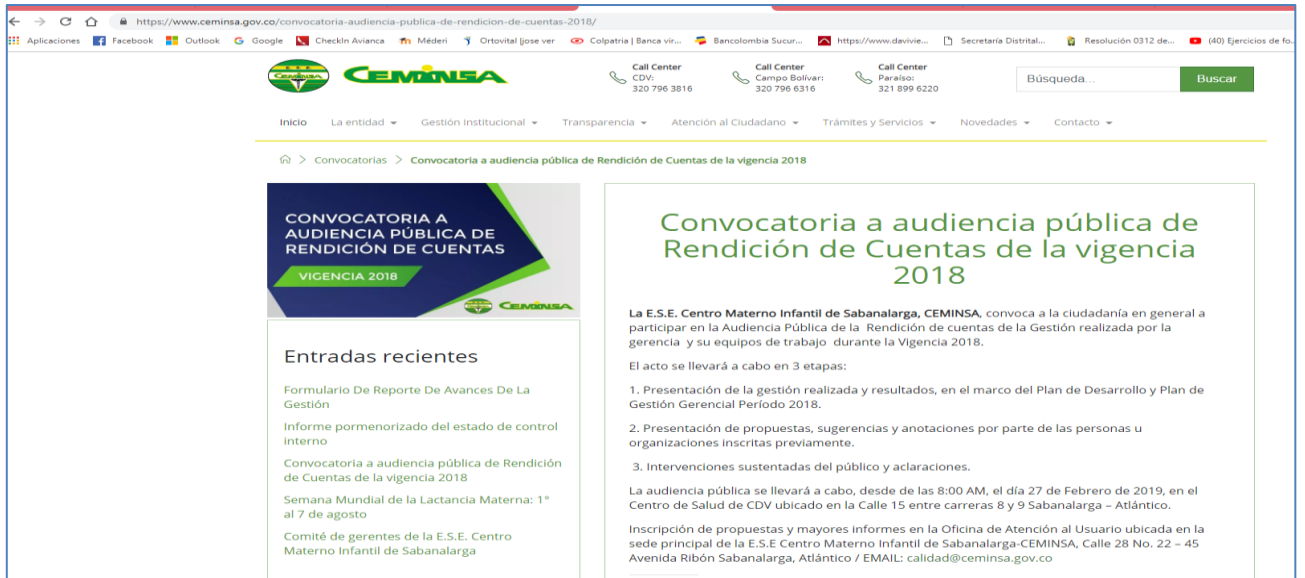 https://www.ceminsa.gov.co/convocatoria-audiencia-publica-de-rendicion-de-cuentas-2018/
Aplicaciones Facebook Outlook Google CheckIn Avianca Méderi Ortovital |jose ver Colpatria | Banca vir... Bancolombia Sucur... https://www.davivie... Secretaría Distrital... Resolución 0312 de... (40) Ejercicios de fo...
CEMINSA CEMINSA
Call Center
CDV:
320 796 3816
Call Center
Campo Bolívar:
320 796 6316
Call Center
Paraíso:
321 899 6220
Búsqueda... Buscar
Inicio La entidad Gestión Institucional Transparencia Atención al Ciudadano Trámites y Servicios Novedades Contacto
> Convocatorias > Convocatoria a audiencia pública de Rendición de Cuentas de la vigencia 2018
CONVOCATORIA A
AUDIENCIA PÚBLICA DE
RENDICIÓN DE CUENTAS
VIGENCIA 2018
CEMINSA
Entradas recientes
Formulario De Reporte De Avances De La
Gestión
Informe pormenorizado del estado de control
interno
Convocatoria a audiencia pública de Rendición
de Cuentas de la vigencia 2018
Semana Mundial de la Lactancia Materna: 1°
al 7 de agosto
Comité de gerentes de la E.S.E. Centro
Materno Infantil de Sabanalarga
Convocatoria a audiencia pública de
Rendición de Cuentas de la vigencia
2018
La E.S.E. Centro Materno Infantil de Sabanalarga, CEMINSA, convoca a la ciudadanía en general a
participar en la Audiencia Pública de la Rendición de cuentas de la Gestión realizada por la
gerencia y su equipos de trabajo durante la Vigencia 2018.
El acto se llevará a cabo en 3 etapas:
1. Presentación de la gestión realizada y resultados, en el marco del Plan de Desarrollo y Plan de
Gestión Gerencial Período 2018.
2. Presentación de propuestas, sugerencias y anotaciones por parte de las personas u
organizaciones inscritas previamente.
3. Intervenciones sustentadas del público y aclaraciones.
La audiencia pública se llevará a cabo, desde de las 8:00 AM, el día 27 de Febrero de 2019, en el
Centro de Salud de CDV ubicado en la Calle 15 entre carreras 8 y 9 Sabanalarga – Atlántico.
Inscripción de propuestas y mayores informes en la Oficina de Atención al Usuario ubicada en la
sede principal de la E.S.E Centro Materno Infantil de Sabanalarga-CEMINSA, Calle 28 No. 22 – 45
Avenida Ribón Sabanalarga, Atlántico / EMAIL: calidad@ceminsa.gov.co